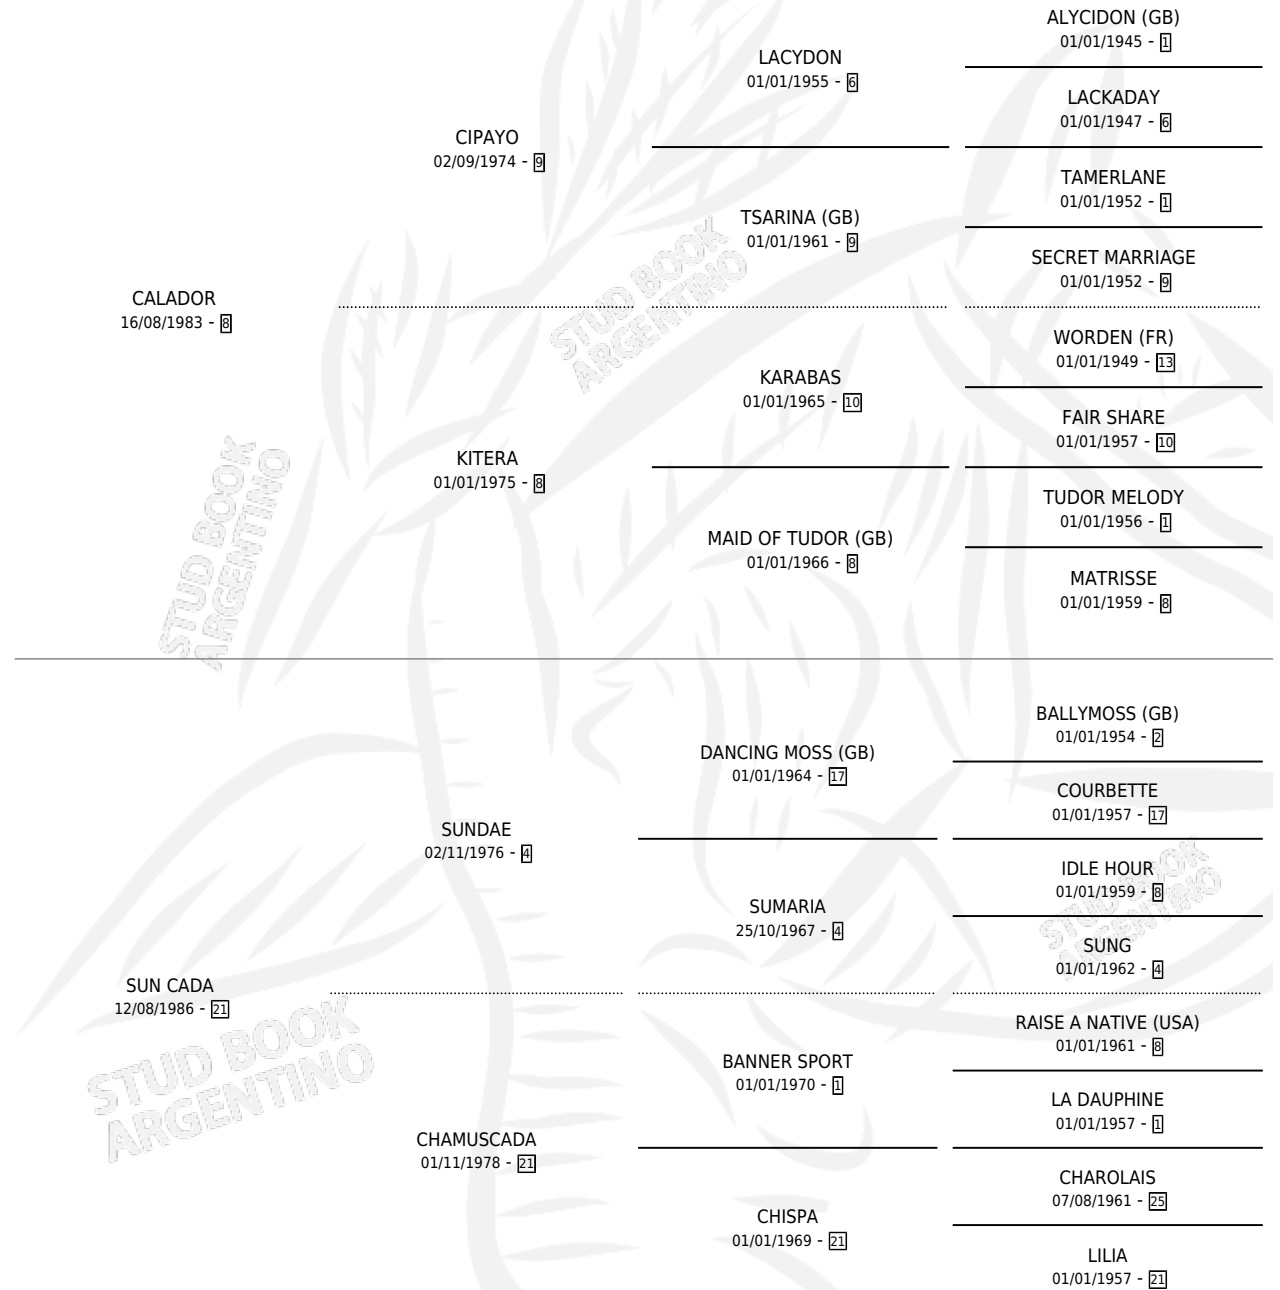 ALYCIDON (GB)
01/01/1945 - 1
LACYDON
01/01/1955 - 6
LACKADAY
01/01/1947 - 6
CIPAYO
02/09/1974 - 9
TAMERLANE
01/01/1952 - 1
TSARINA (GB)
01/01/1961 - 9
SECRET MARRIAGE
01/01/1952 - 9
CALADOR
16/08/1983 - 8
WORDEN (FR)
01/01/1949 - 13
KARABAS
01/01/1965 - 10
FAIR SHARE
01/01/1957 - 10
KITERA
01/01/1975 - 8
TUDOR MELODY
01/01/1956 - 1
MAID OF TUDOR (GB)
01/01/1966 - 8
MATRISSE
01/01/1959 - 8
BALLYMOSS (GB)
01/01/1954 - 2
DANCING MOSS (GB)
01/01/1964 - 17
COURBETTE
01/01/1957 - 17
SUNDAE
02/11/1976 - 4
IDLE HOUR
01/01/1959 - 8
SUMARIA
25/10/1967 - 4
SUNG
01/01/1962 - 4
SUN CADA
12/08/1986 - 21
RAISE A NATIVE (USA)
01/01/1961 - 8
BANNER SPORT
01/01/1970 - 1
LA DAUPHINE
01/01/1957 - 1
CHAMUSCADA
01/11/1978 - 21
CHAROLAIS
07/08/1961 - 25
CHISPA
01/01/1969 - 21
LILIA
01/01/1957 - 21
STUD BOOK
ARGENTINO
STUD BOOK
ARGENTINO
STUD BOOK
ARGENTINO
STUD BOOK
ARGENTINO